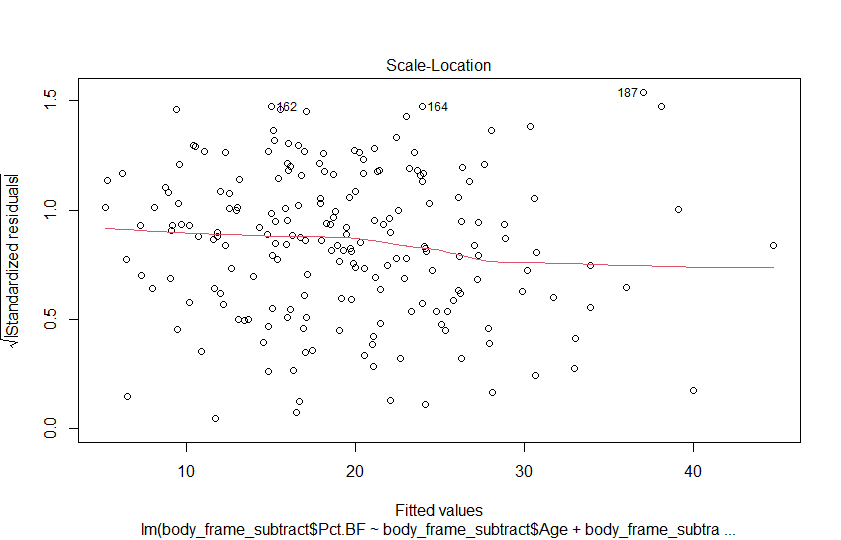 Scale-Location
√|Standardized residuals|
0.0 0.5 1.0 1.5
162 164 187
10 20 30 40
Fitted values
lm(body_frame_subtract$Pct.BF ~ body_frame_subtract$Age + body_frame_subtra ...